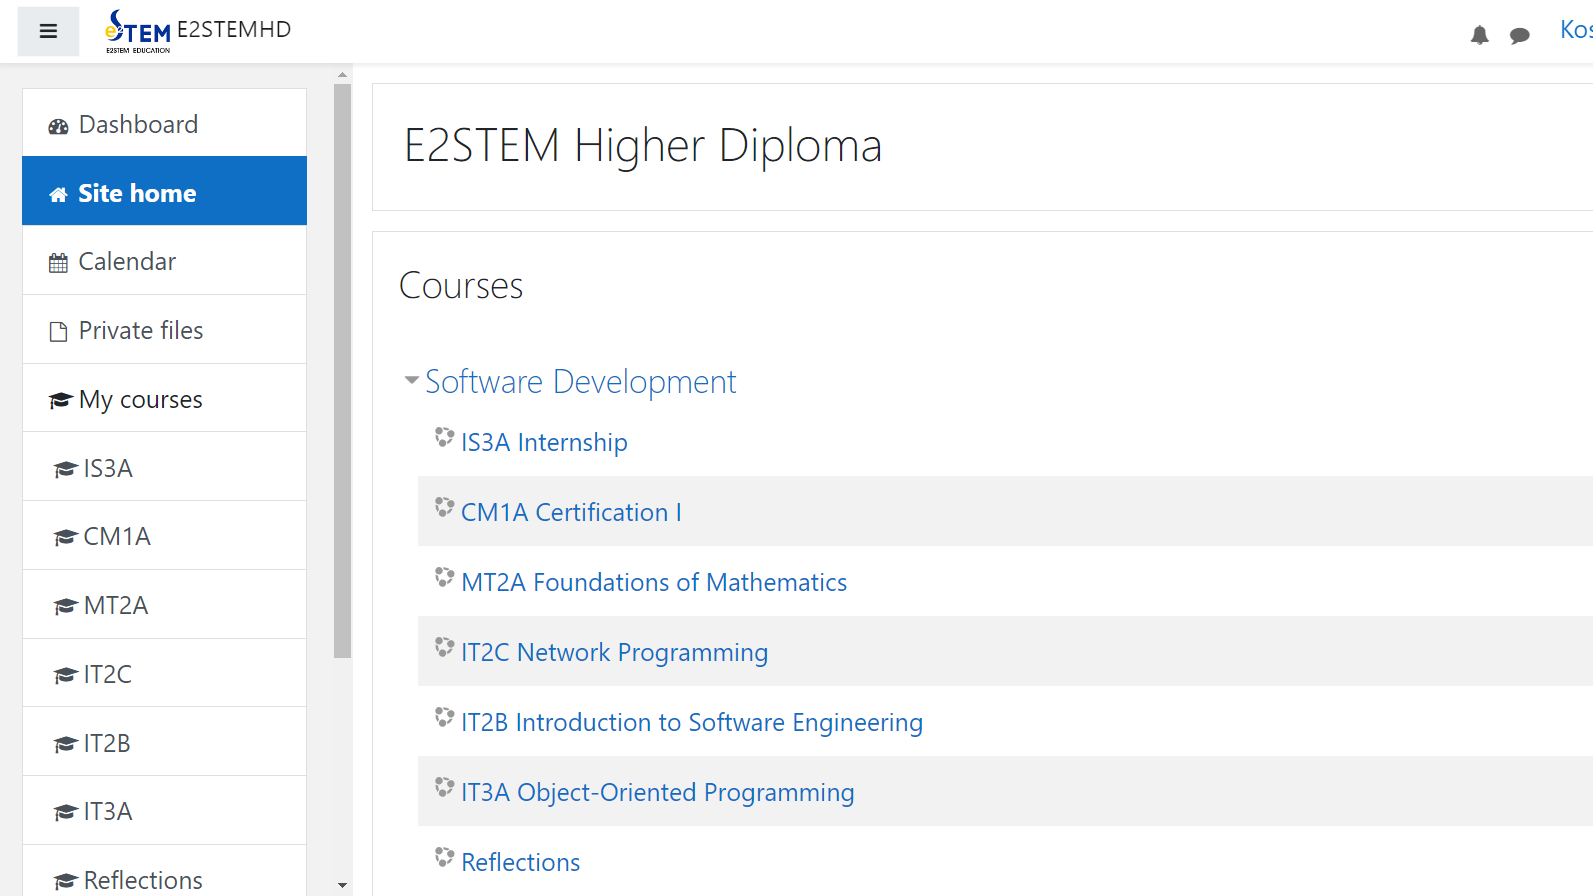 eSTEM
E2STEM EDUCATION
E2STEMHD
Dashboard
Site home
Calendar
Private files
My courses
IS3A
CM1A
MT2A
IT2C
IT2B
IT3A
Reflections
E2STEM Higher Diploma
Courses
Software Development
IS3A Internship
CM1A Certification I
MT2A Foundations of Mathematics
IT2C Network Programming
IT2B Introduction to Software Engineering
IT3A Object-Oriented Programming
Reflections